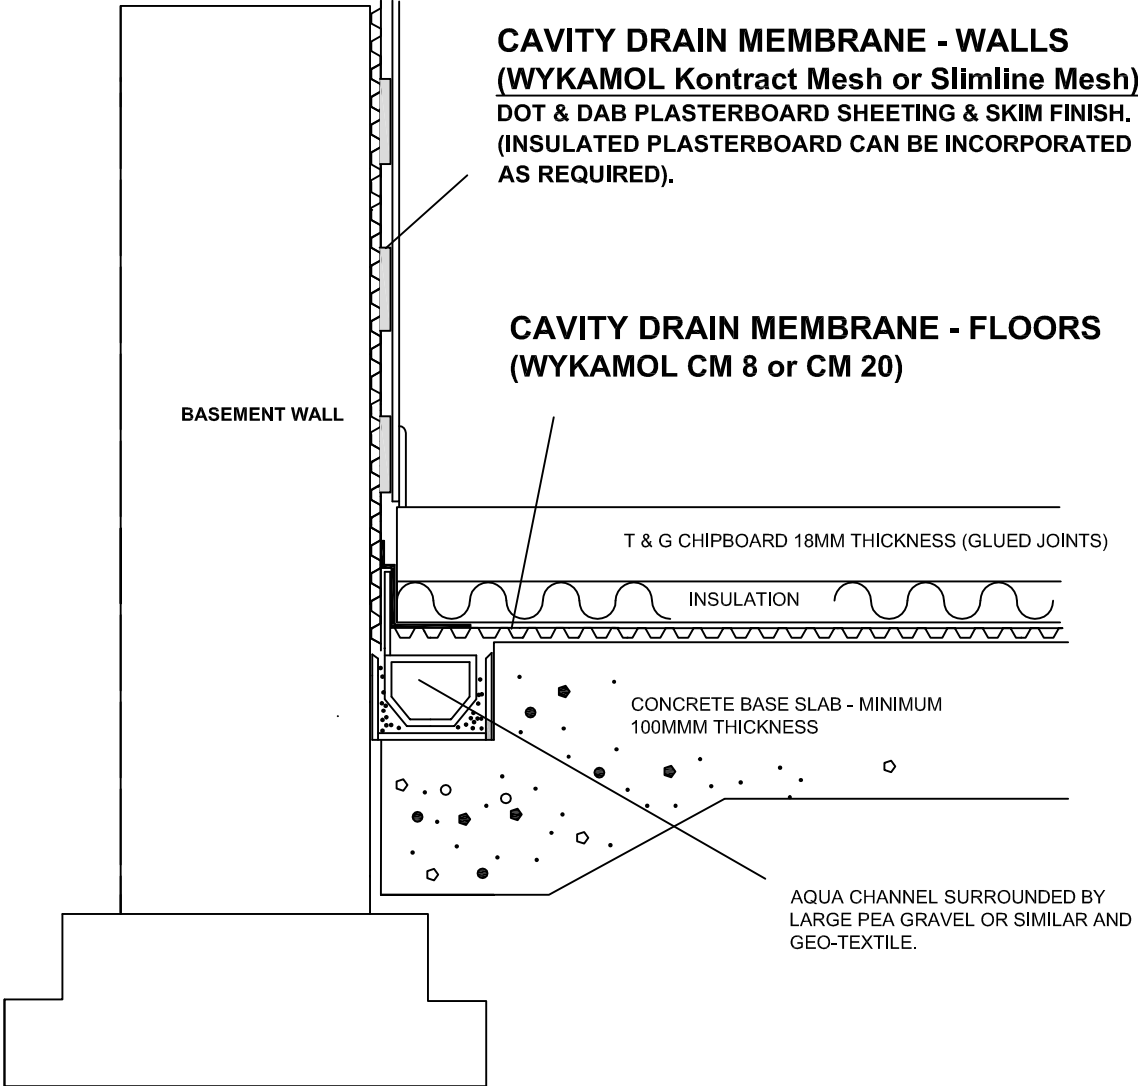 CAVITY DRAIN MEMBRANE - WALLS
(WYKAMOL Kontract Mesh or Slimline Mesh)
DOT & DAB PLASTERBOARD SHEETING & SKIM FINISH.
(INSULATED PLASTERBOARD CAN BE INCORPORATED
AS REQUIRED).
CAVITY DRAIN MEMBRANE - FLOORS
(WYKAMOL CM 8 or CM 20)
BASEMENT WALL
T & G CHIPBOARD 18MM THICKNESS (GLUED JOINTS)
INSULATION
CONCRETE BASE SLAB - MINIMUM
100MMM THICKNESS
AQUA CHANNEL SURROUNDED BY
LARGE PEA GRAVEL OR SIMILAR AND
GEO-TEXTILE.